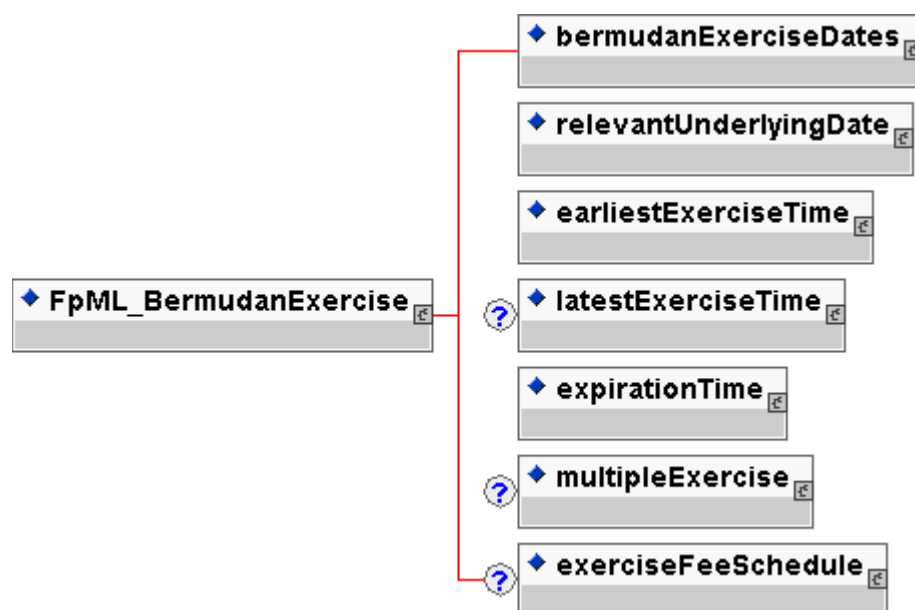 bermudanExerciseDates
relevantUnderlyingDate
earliestExerciseTime
FpML_BermudanExercise
? latestExerciseTime
expirationTime
? multipleExercise
? exerciseFeeSchedule